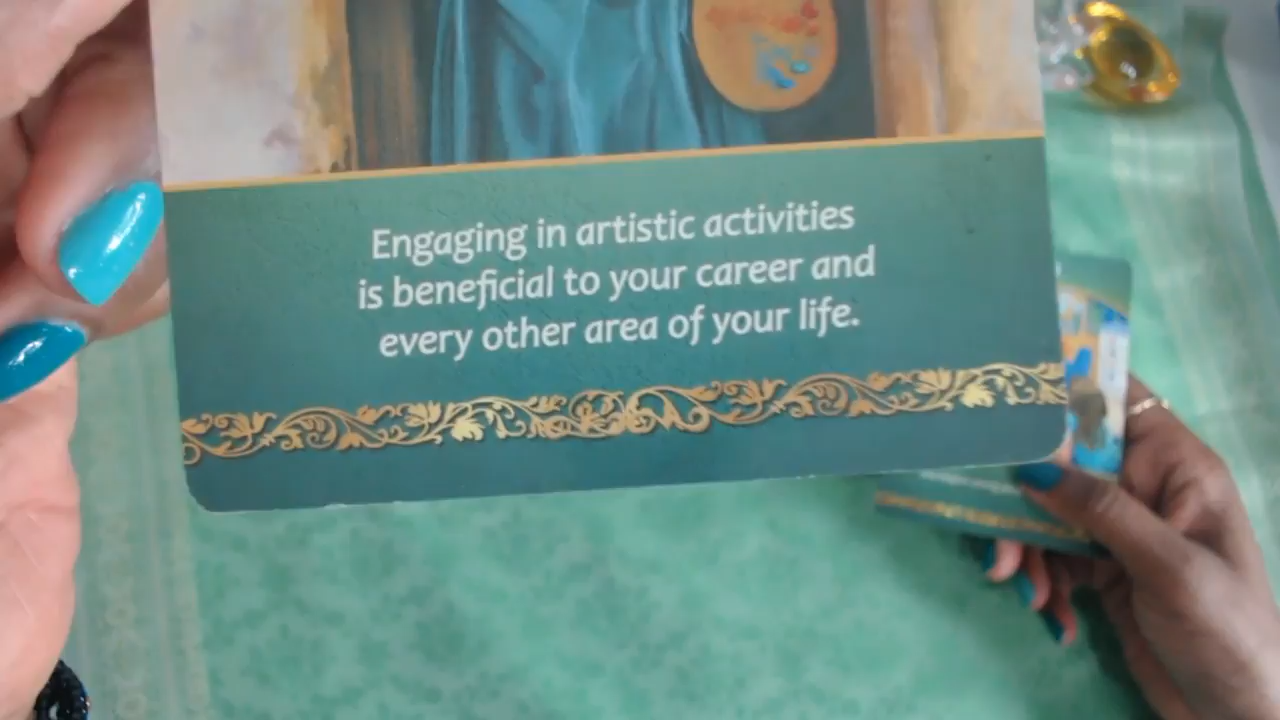 Engaging in artistic activities
is beneficial to your career and
every other area of your life.